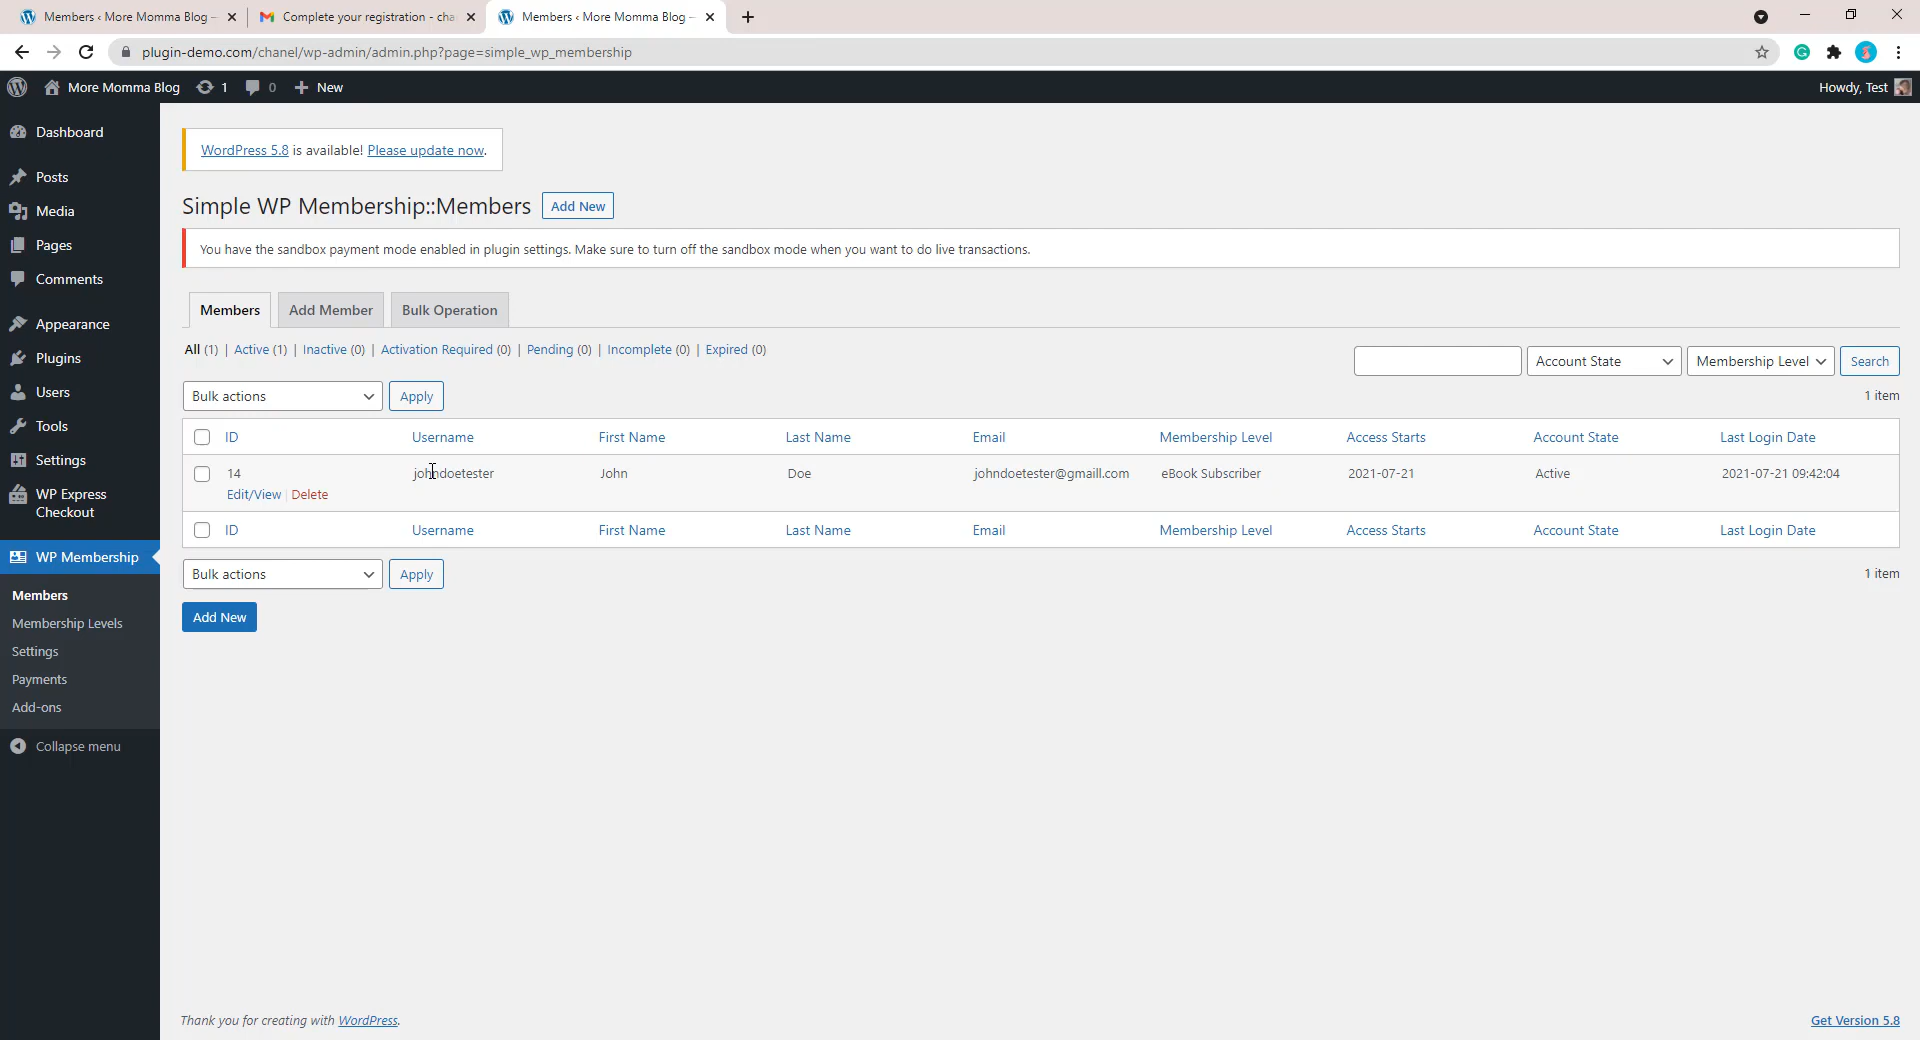 Members ‹ More Momma Blog –
Complete your registration - cha
Members ‹ More Momma Blog –
plugin-demo.com/chanel/wp-admin/admin.php?page=simple_wp_membership
More Momma Blog 1 0 New
Howdy, Test
Dashboard
Posts
Media
Pages
Comments
Appearance
Plugins
Users
Tools
Settings
WP Express
Checkout
WP Membership
Members
Membership Levels
Settings
Payments
Add-ons
Collapse menu
WordPress 5.8 is available! Please update now.
Simple WP Membership::Members Add New
You have the sandbox payment mode enabled in plugin settings. Make sure to turn off the sandbox mode when you want to do live transactions.
Members Add Member Bulk Operation
All (1) | Active (1) | Inactive (0) | Activation Required (0) | Pending (0) | Incomplete (0) | Expired (0)
Account State Membership Level Search
Bulk actions Apply 1 item
ID Username First Name Last Name Email Membership Level Access Starts Account State Last Login Date
14 johndoetester John Doe johndoetester@gmaill.com eBook Subscriber 2021-07-21 Active 2021-07-21 09:42:04
Edit/View | Delete
ID Username First Name Last Name Email Membership Level Access Starts Account State Last Login Date
Bulk actions Apply 1 item
Add New
Thank you for creating with WordPress.
Get Version 5.8